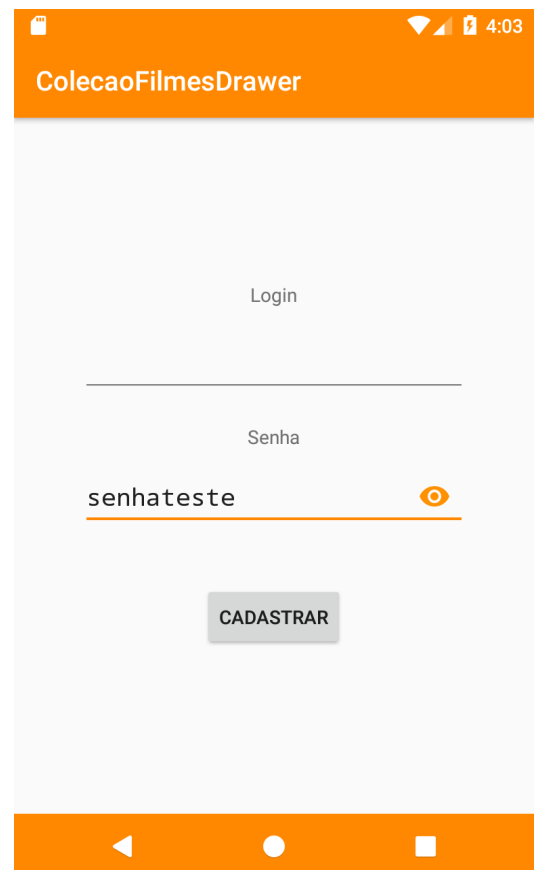 4:03
ColecaoFilmesDrawer
Login
Senha
senhateste
CADASTRAR